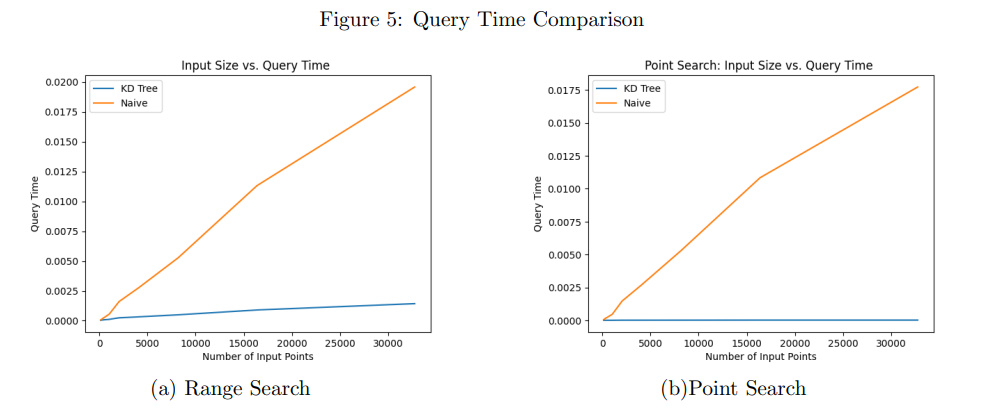 Figure 5: Query Time Comparison
Input Size vs. Query Time
KD Tree
Naive
0.0200
0.0175
0.0150
0.0125
0.0100
0.0075
0.0050
0.0025
0.0000
Query Time
0 5000 10000 15000 20000 25000 30000
Number of Input Points
(a) Range Search
Point Search: Input Size vs. Query Time
KD Tree
Naive
0.0175
0.0150
0.0125
0.0100
0.0075
0.0050
0.0025
0.0000
Query Time
0 5000 10000 15000 20000 25000 30000
Number of Input Points
(b)Point Search